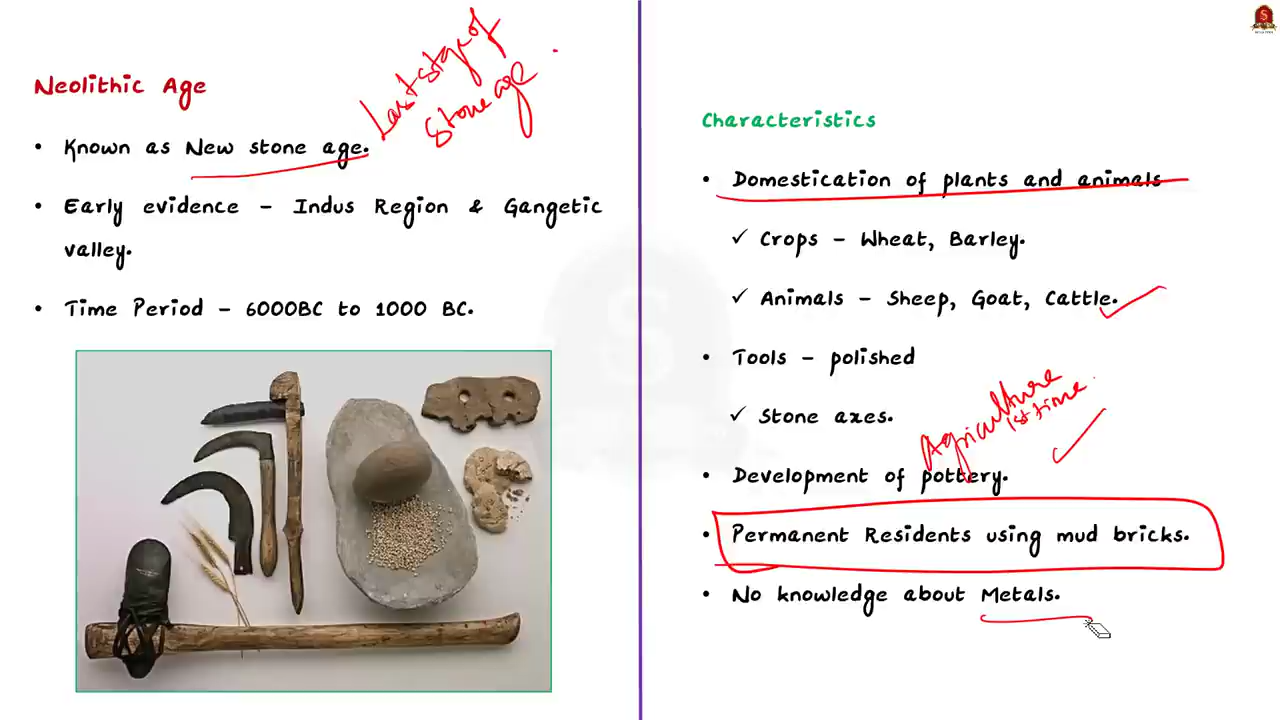 Neolithic Age
Last stge of
Stone age.
• Known as New stone age.
• Early evidence - Indus Region & Gangetic
valley.
• Time Period - 6000BC to 1000 BC.
Characteristics
• Domestication of plants and animals
✓ Crops - Wheat, Barley.
✓ Animals - Sheep, Goat, Cattle.
• Tools - polished
✓ Stone axes.
Agriculture
1st time
• Development of pottery.
• Permanent Residents using mud bricks.
• No knowledge about Metals.